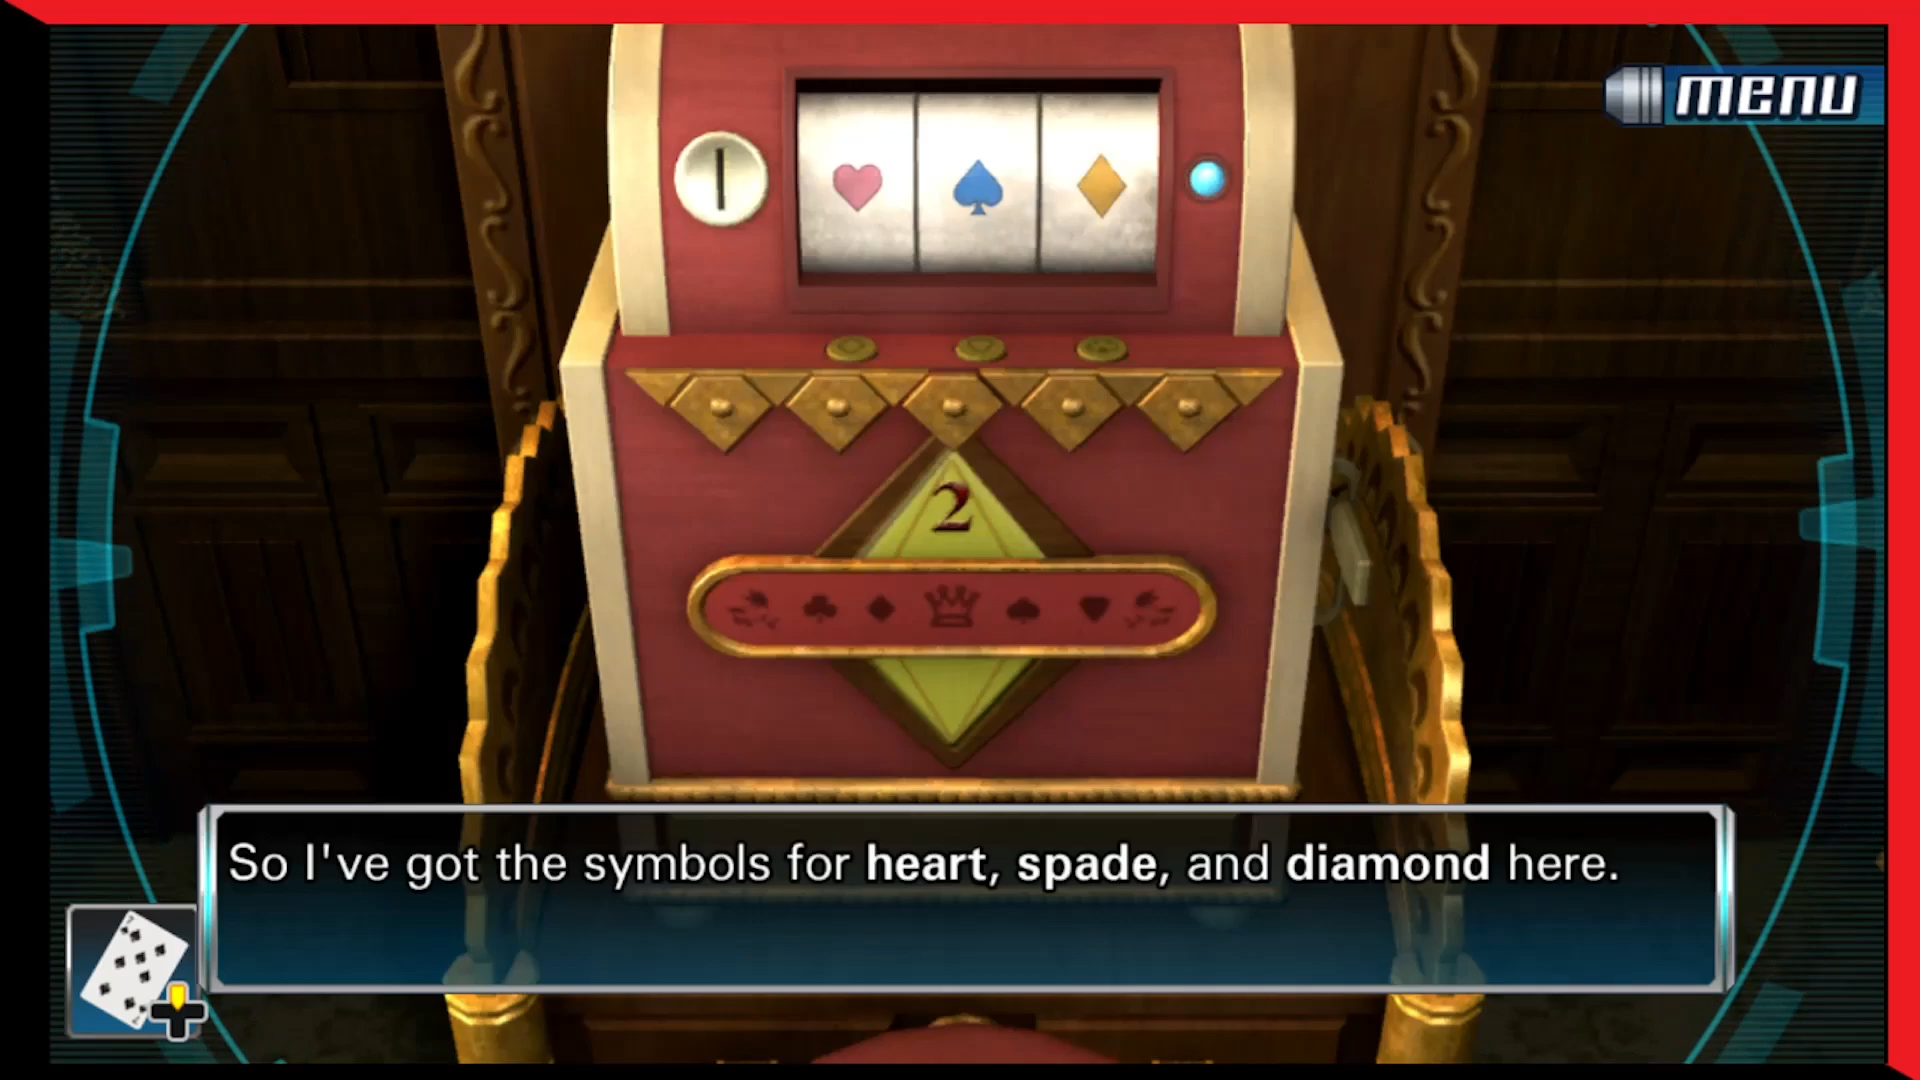 menu
2
So I've got the symbols for heart, spade, and diamond here.